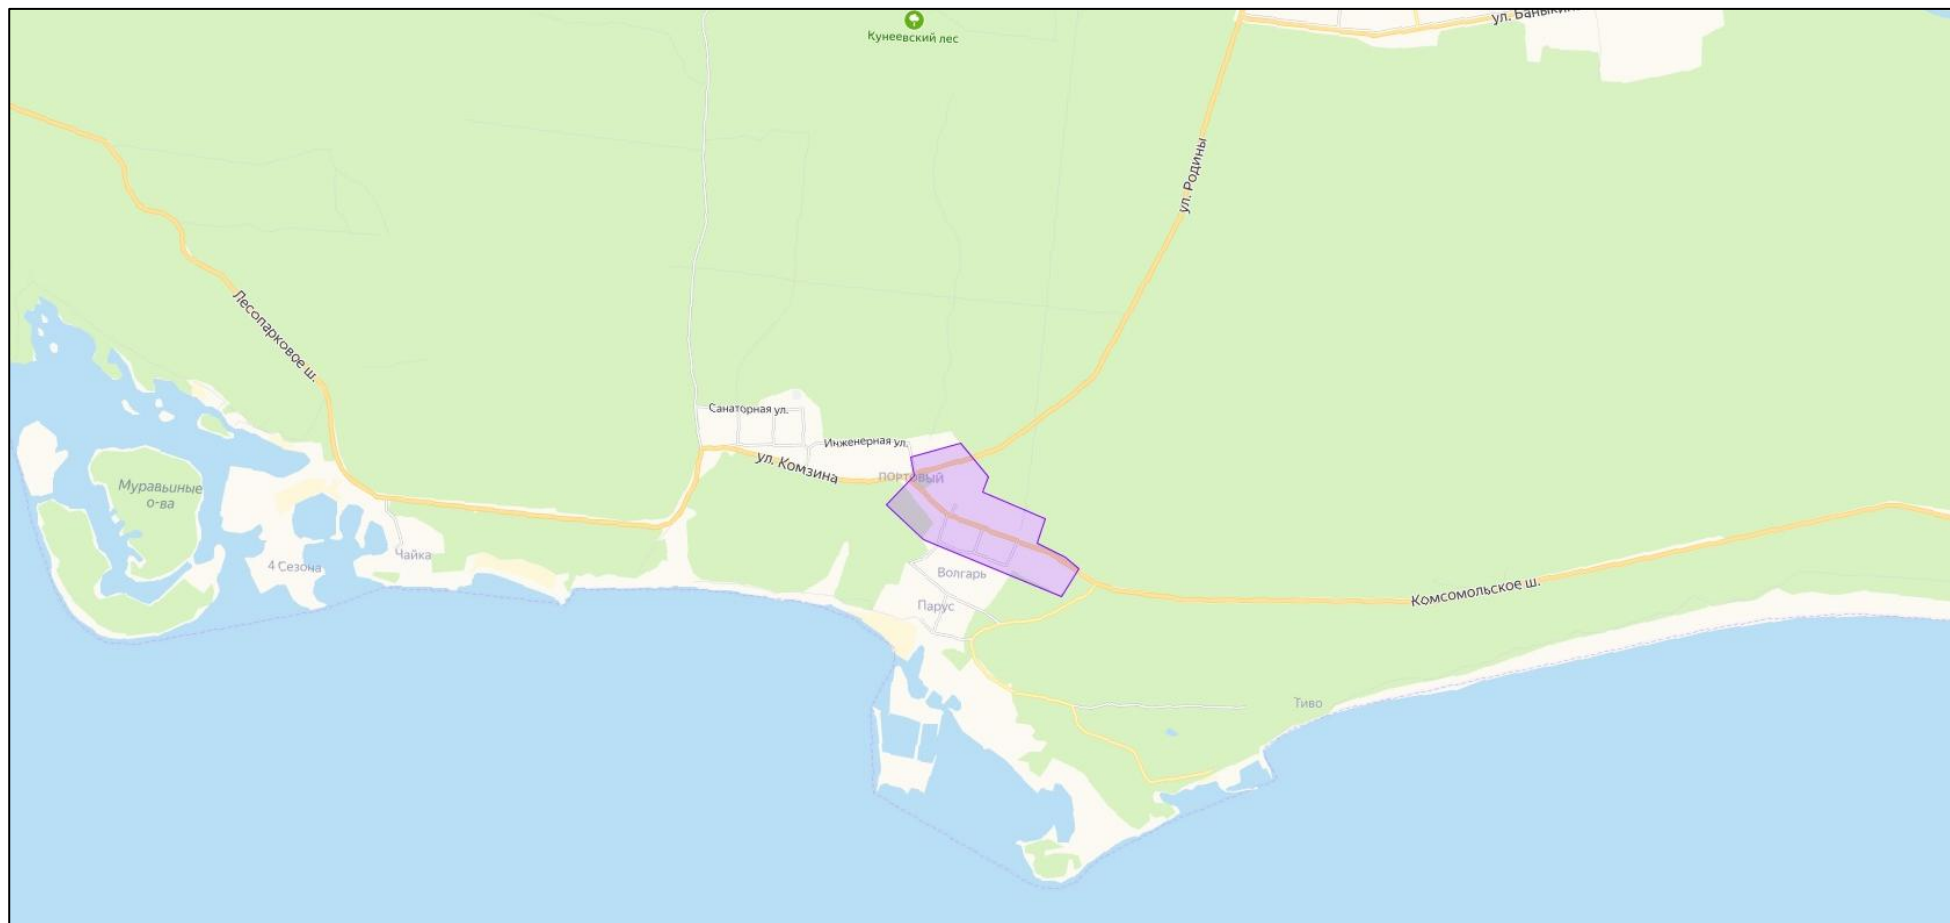 ул. Баныкина
Кунеевский лес
ул. Родины
Лесопарковое ш.
Санаторная ул.
Инженерная ул.
ул. Комзина
ПОРТОВЫЙ
Муравьиные
о-ва
Чайка
4 Сезона
Волгарь
Парус
Комсомольское ш.
Тиво